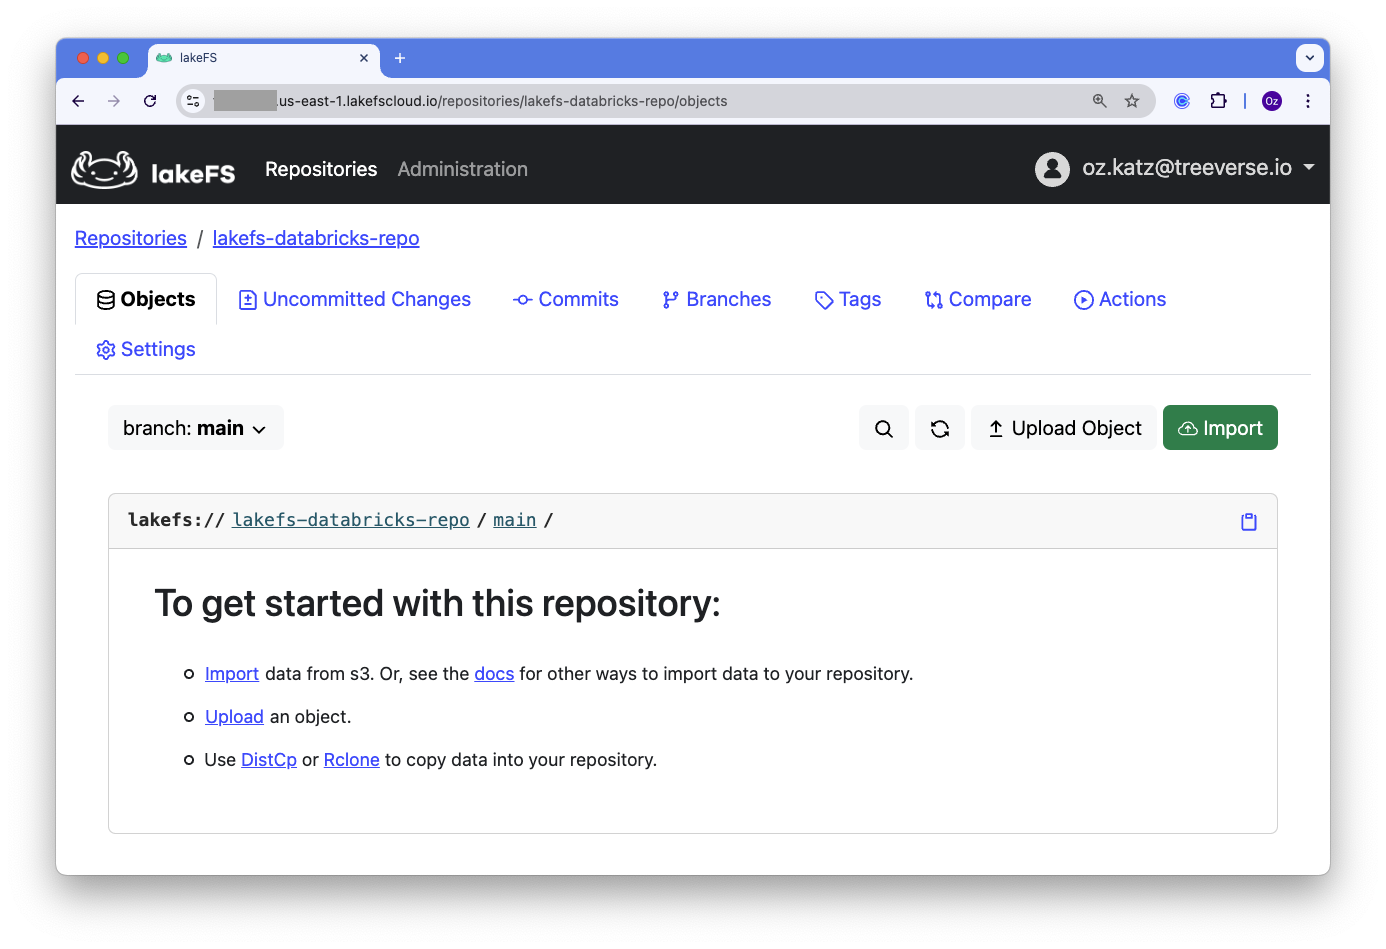 lakeFS
.us-east-1.lakefscloud.io/repositories/lakefs-databricks-repo/objects
Oz
lakeFS Repositories Administration oz.katz@treeverse.io
Repositories / lakefs-databricks-repo
Objects Uncommitted Changes Commits Branches Tags Compare Actions
Settings
branch: main Upload Object Import
lakefs:// lakefs-databricks-repo / main /
To get started with this repository:
Import data from s3. Or, see the docs for other ways to import data to your repository.
Upload an object.
Use DistCp or Rclone to copy data into your repository.